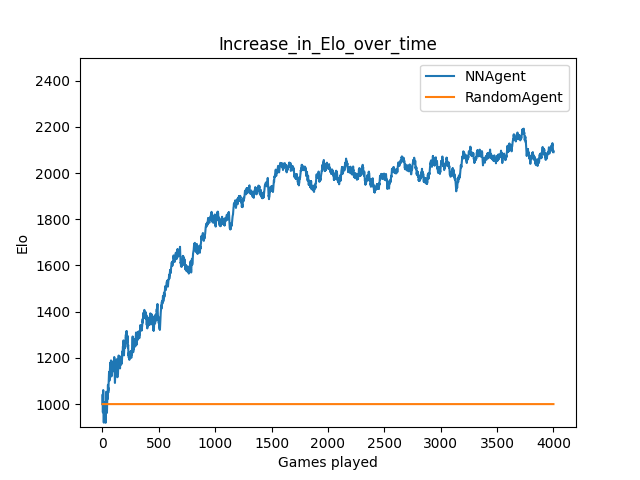 Increase_in_Elo_over_time
NNAgent
RandomAgent
2400
2200
2000
1800
1600
1400
1200
1000
Elo
0 500 1000 1500 2000 2500 3000 3500 4000
Games played